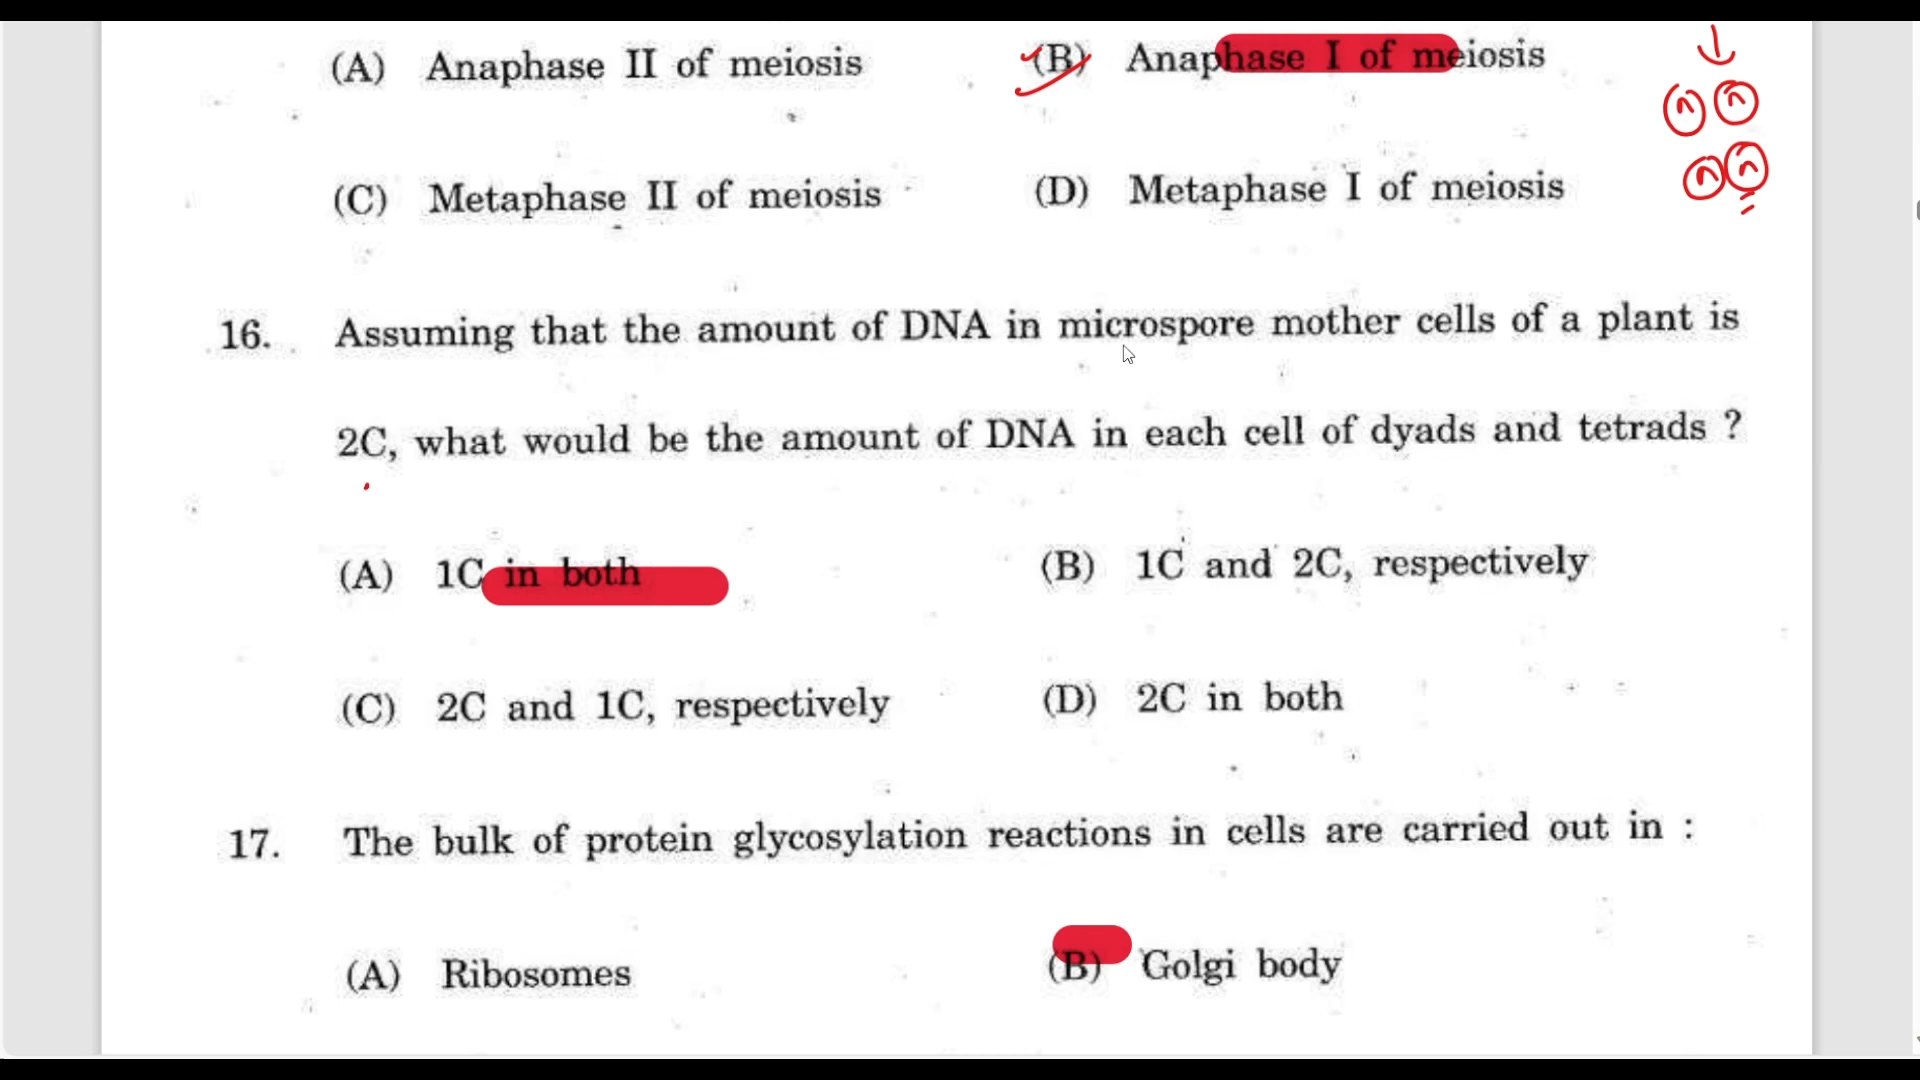 (A) Anaphase II of meiosis (B) Anaphase I of meiosis
n n
(C) Metaphase II of meiosis (D) Metaphase I of meiosis
n n
16. Assuming that the amount of DNA in microspore mother cells of a plant is
2C, what would be the amount of DNA in each cell of dyads and tetrads ?
(A) 1C in both (B) 1C and 2C, respectively
(C) 2C and 1C, respectively (D) 2C in both
17. The bulk of protein glycosylation reactions in cells are carried out in :
(A) Ribosomes (B) Golgi body